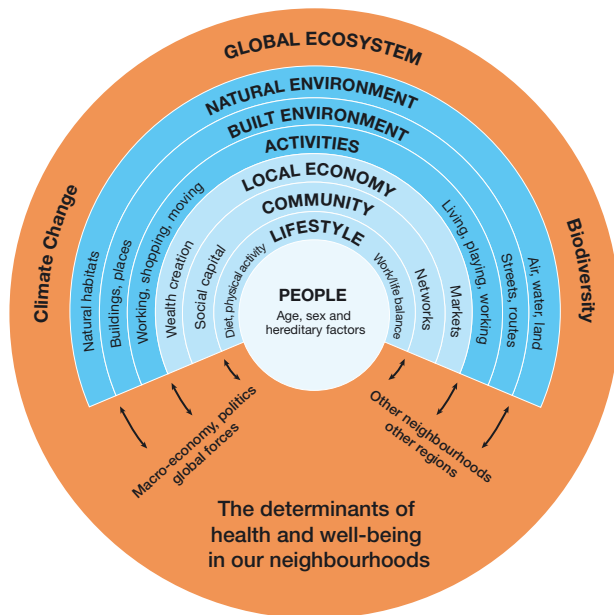 GLOBAL ECOSYSTEM
Climate Change
Biodiversity
NATURAL ENVIRONMENT
Natural habitats
Air, water, land
BUILT ENVIRONMENT
Buildings, places
Streets, routes
ACTIVITIES
Working, shopping, moving
Living, playing, working
LOCAL ECONOMY
Wealth creation
Markets
COMMUNITY
Social capital
Networks
LIFESTYLE
Diet, physical activity
Work/life balance
PEOPLE
Age, sex and
hereditary factors
Macro-economy, politics
global forces
Other neighbourhoods
other regions
The determinants of
health and well-being
in our neighbourhoods